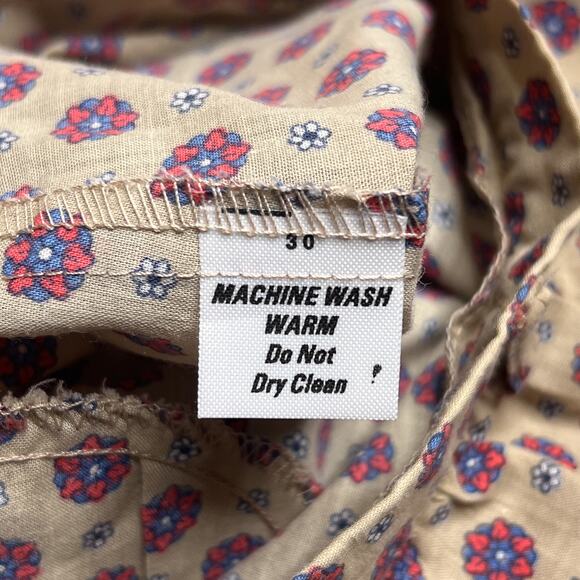 30
MACHINE WASH
WARM
Do Not
Dry Clean